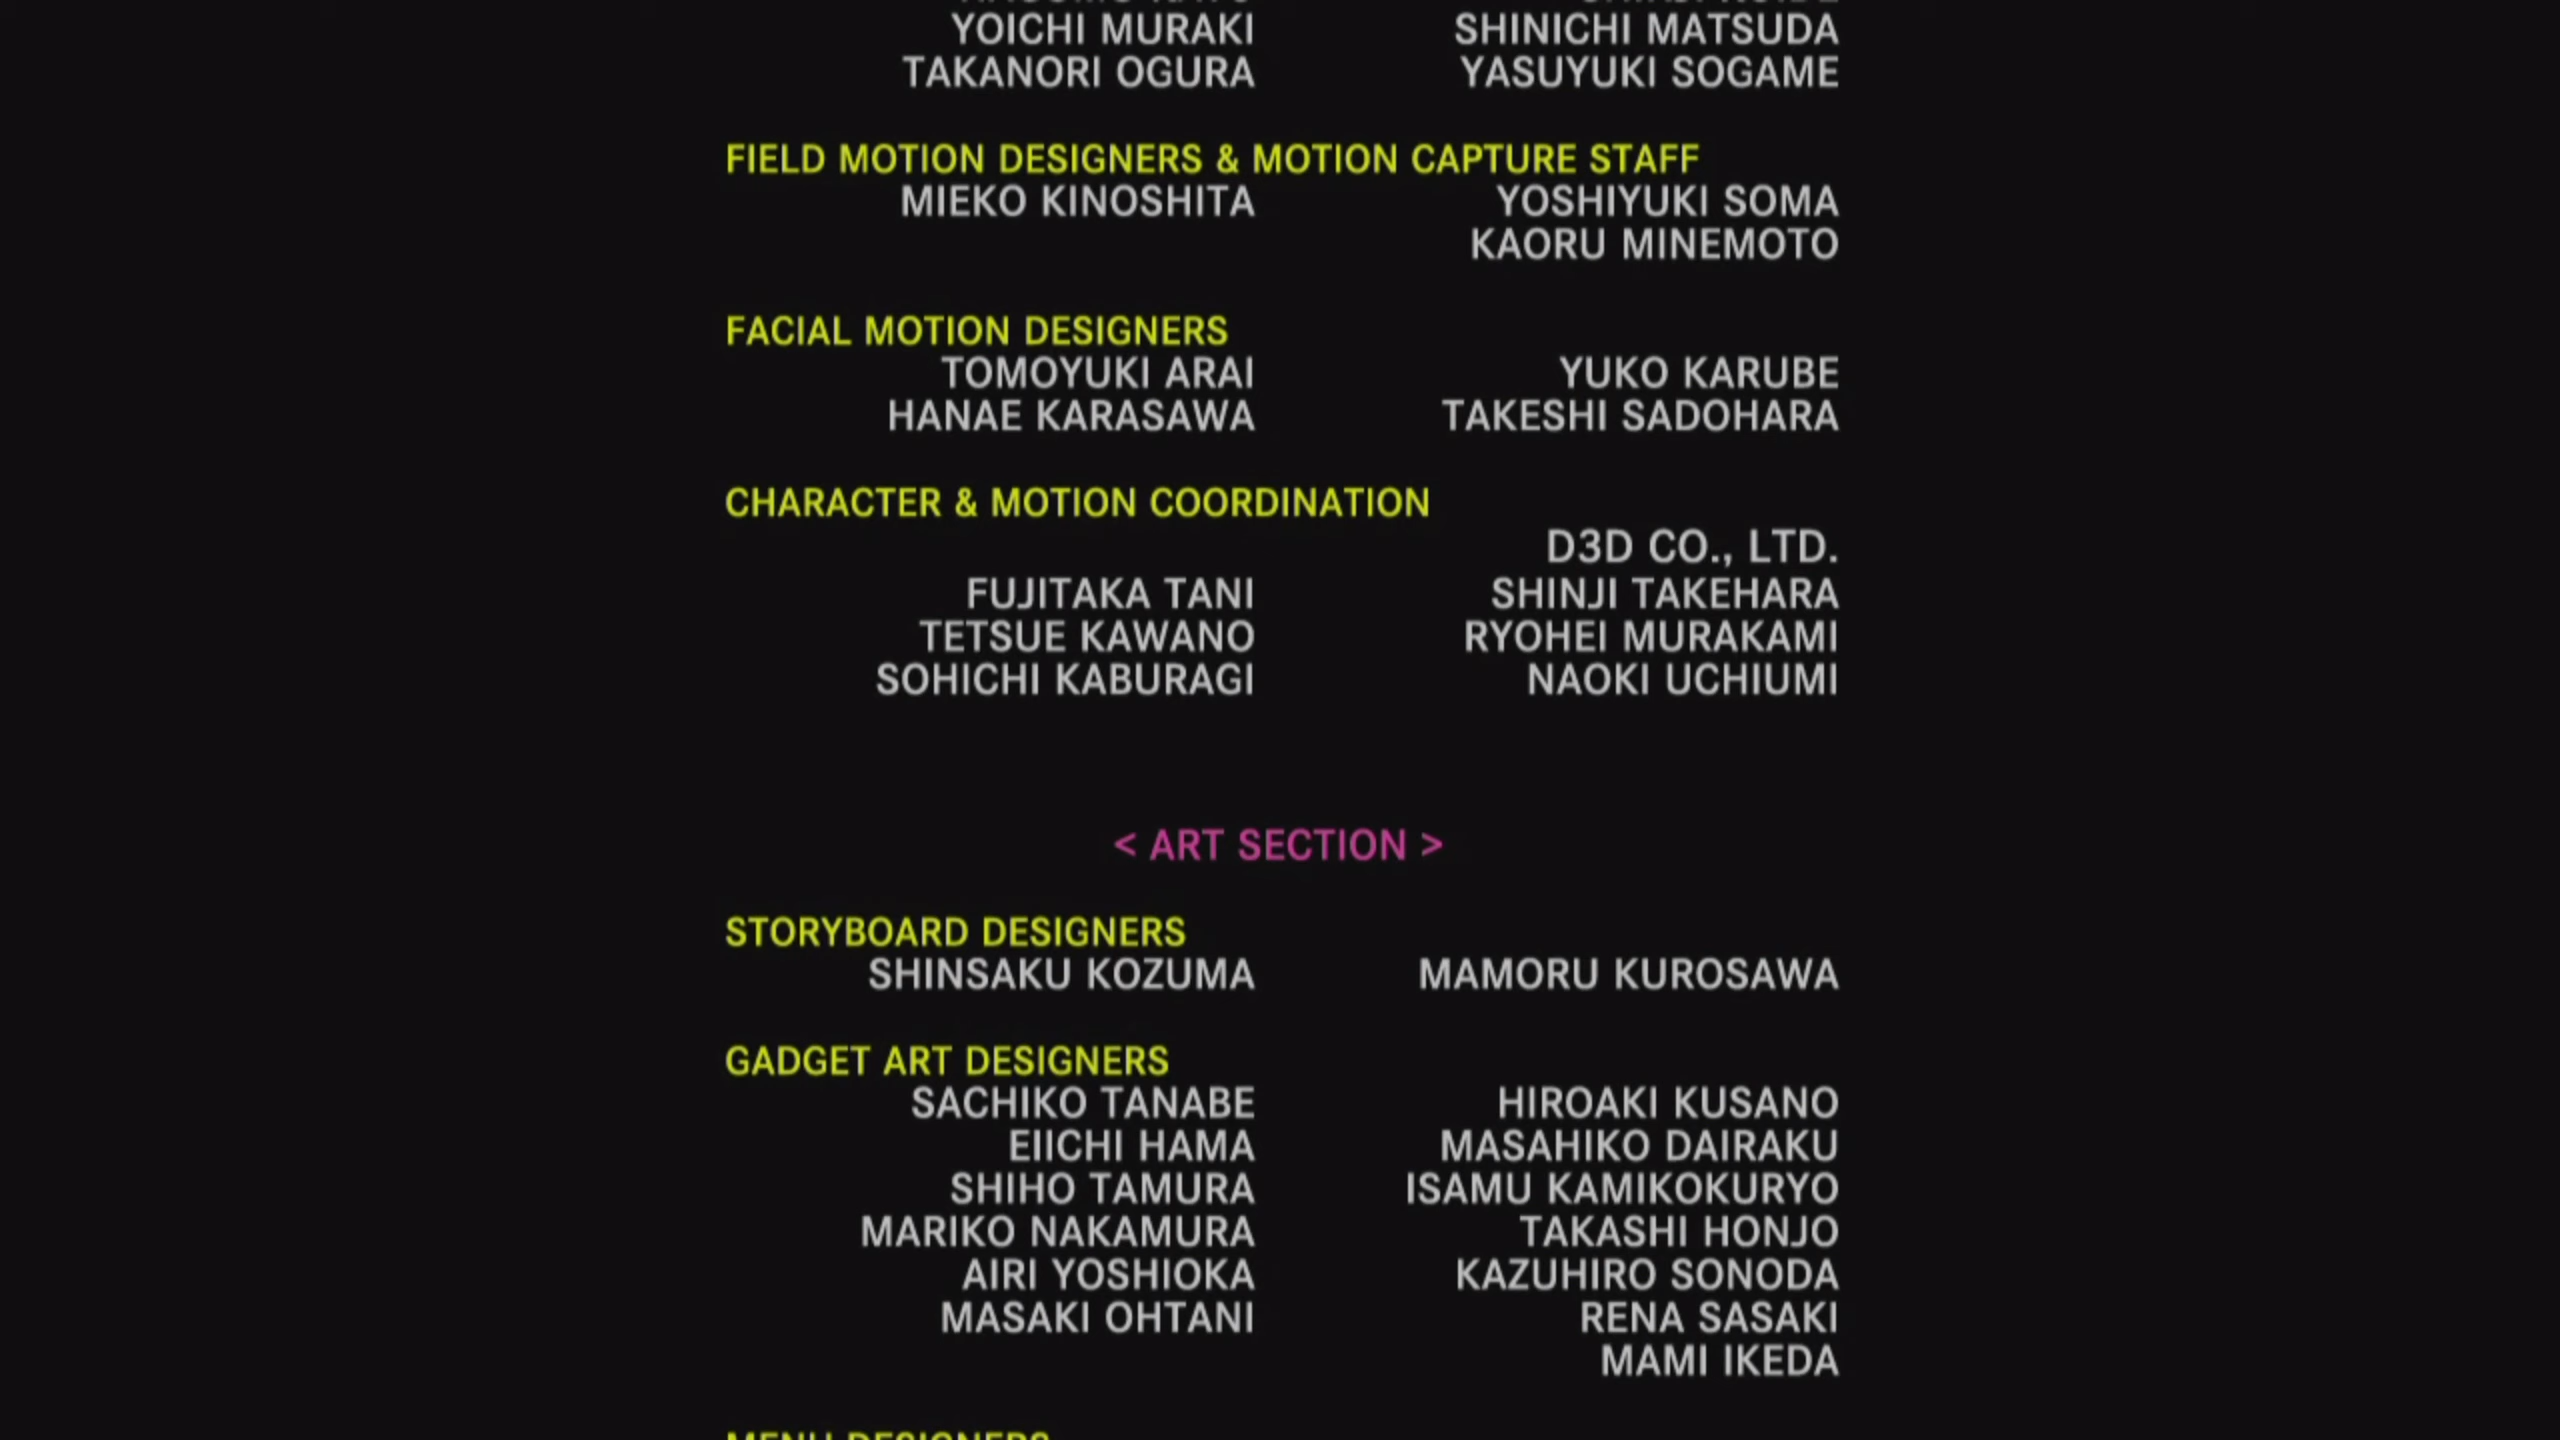 YOICHI MURAKI SHINICHI MATSUDA
TAKANORI OGURA YASUYUKI SOGAME
FIELD MOTION DESIGNERS & MOTION CAPTURE STAFF
MIEKO KINOSHITA YOSHIYUKI SOMA
KAORU MINEMOTO
FACIAL MOTION DESIGNERS
TOMOYUKI ARAI YUKO KARUBE
HANAE KARASAWA TAKESHI SADOHARA
CHARACTER & MOTION COORDINATION
D3D CO., LTD.
FUJITAKA TANI SHINJI TAKEHARA
TETSUE KAWANO RYOHEI MURAKAMI
SOHICHI KABURAGI NAOKI UCHIUMI
< ART SECTION >
STORYBOARD DESIGNERS
SHINSAKU KOZUMA MAMORU KUROSAWA
GADGET ART DESIGNERS
SACHIKO TANABE HIROAKI KUSANO
EIICHI HAMA MASAHIKO DAIRAKU
SHIHO TAMURA ISAMU KAMIKOKURYO
MARIKO NAKAMURA TAKASHI HONJO
AIRI YOSHIOKA KAZUHIRO SONODA
MASAKI OHTANI RENA SASAKI
MAMI IKEDA
MENU DESIGNERS